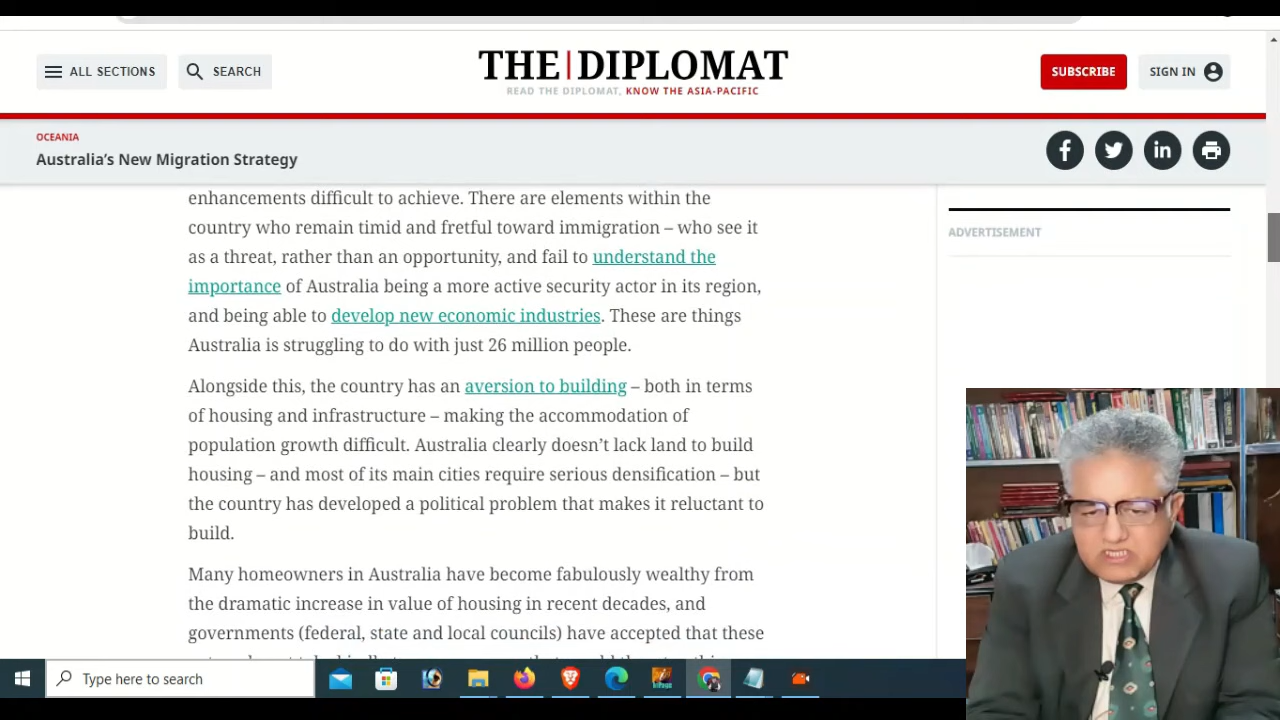 ALL SECTIONS
SEARCH
THE|DIPLOMAT
READ THE DIPLOMAT, KNOW THE ASIA-PACIFIC
SUBSCRIBE
SIGN IN
OCEANIA
Australia’s New Migration Strategy
enhancements difficult to achieve. There are elements within the
country who remain timid and fretful toward immigration – who see it
as a threat, rather than an opportunity, and fail to understand the
importance of Australia being a more active security actor in its region,
and being able to develop new economic industries. These are things
Australia is struggling to do with just 26 million people.
Alongside this, the country has an aversion to building – both in terms
of housing and infrastructure – making the accommodation of
population growth difficult. Australia clearly doesn’t lack land to build
housing – and most of its main cities require serious densification – but
the country has developed a political problem that makes it reluctant to
build.
Many homeowners in Australia have become fabulously wealthy from
the dramatic increase in value of housing in recent decades, and
governments (federal, state and local councils) have accepted that these
ADVERTISEMENT
Type here to search